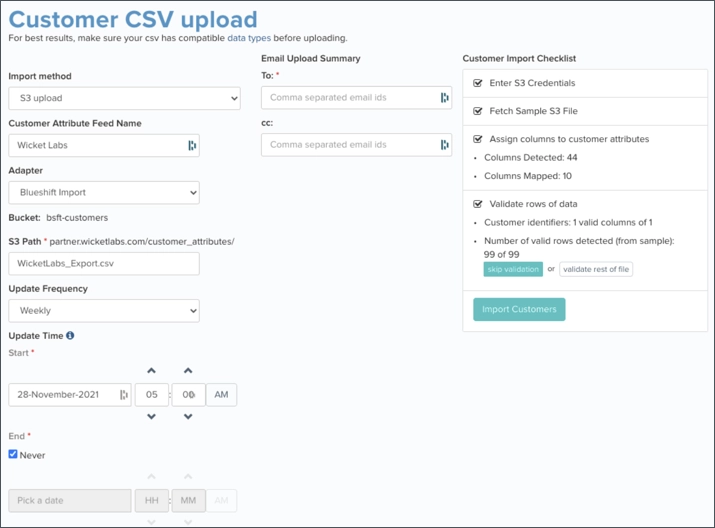 Customer CSV upload
For best results, make sure your csv has compatible data types before uploading.
Import method
S3 upload
Customer Attribute Feed Name
Wicket Labs
Adapter
Blueshift Import
Bucket: bsft-customers
S3 Path * partner.wicketlabs.com/customer_attributes/
WicketLabs_Export.csv
Update Frequency
Weekly
Update Time
Start *
28-November-2021 05 : 00 AM
End *
Never
Pick a date HH : MM AM
Email Upload Summary
To: *
Comma separated email ids
cc:
Comma separated email ids
Customer Import Checklist
Enter S3 Credentials
Fetch Sample S3 File
Assign columns to customer attributes
• Columns Detected: 44
• Columns Mapped: 10
Validate rows of data
• Customer identifiers: 1 valid columns of 1
• Number of valid rows detected (from sample):
99 of 99
skip validation or validate rest of file
Import Customers